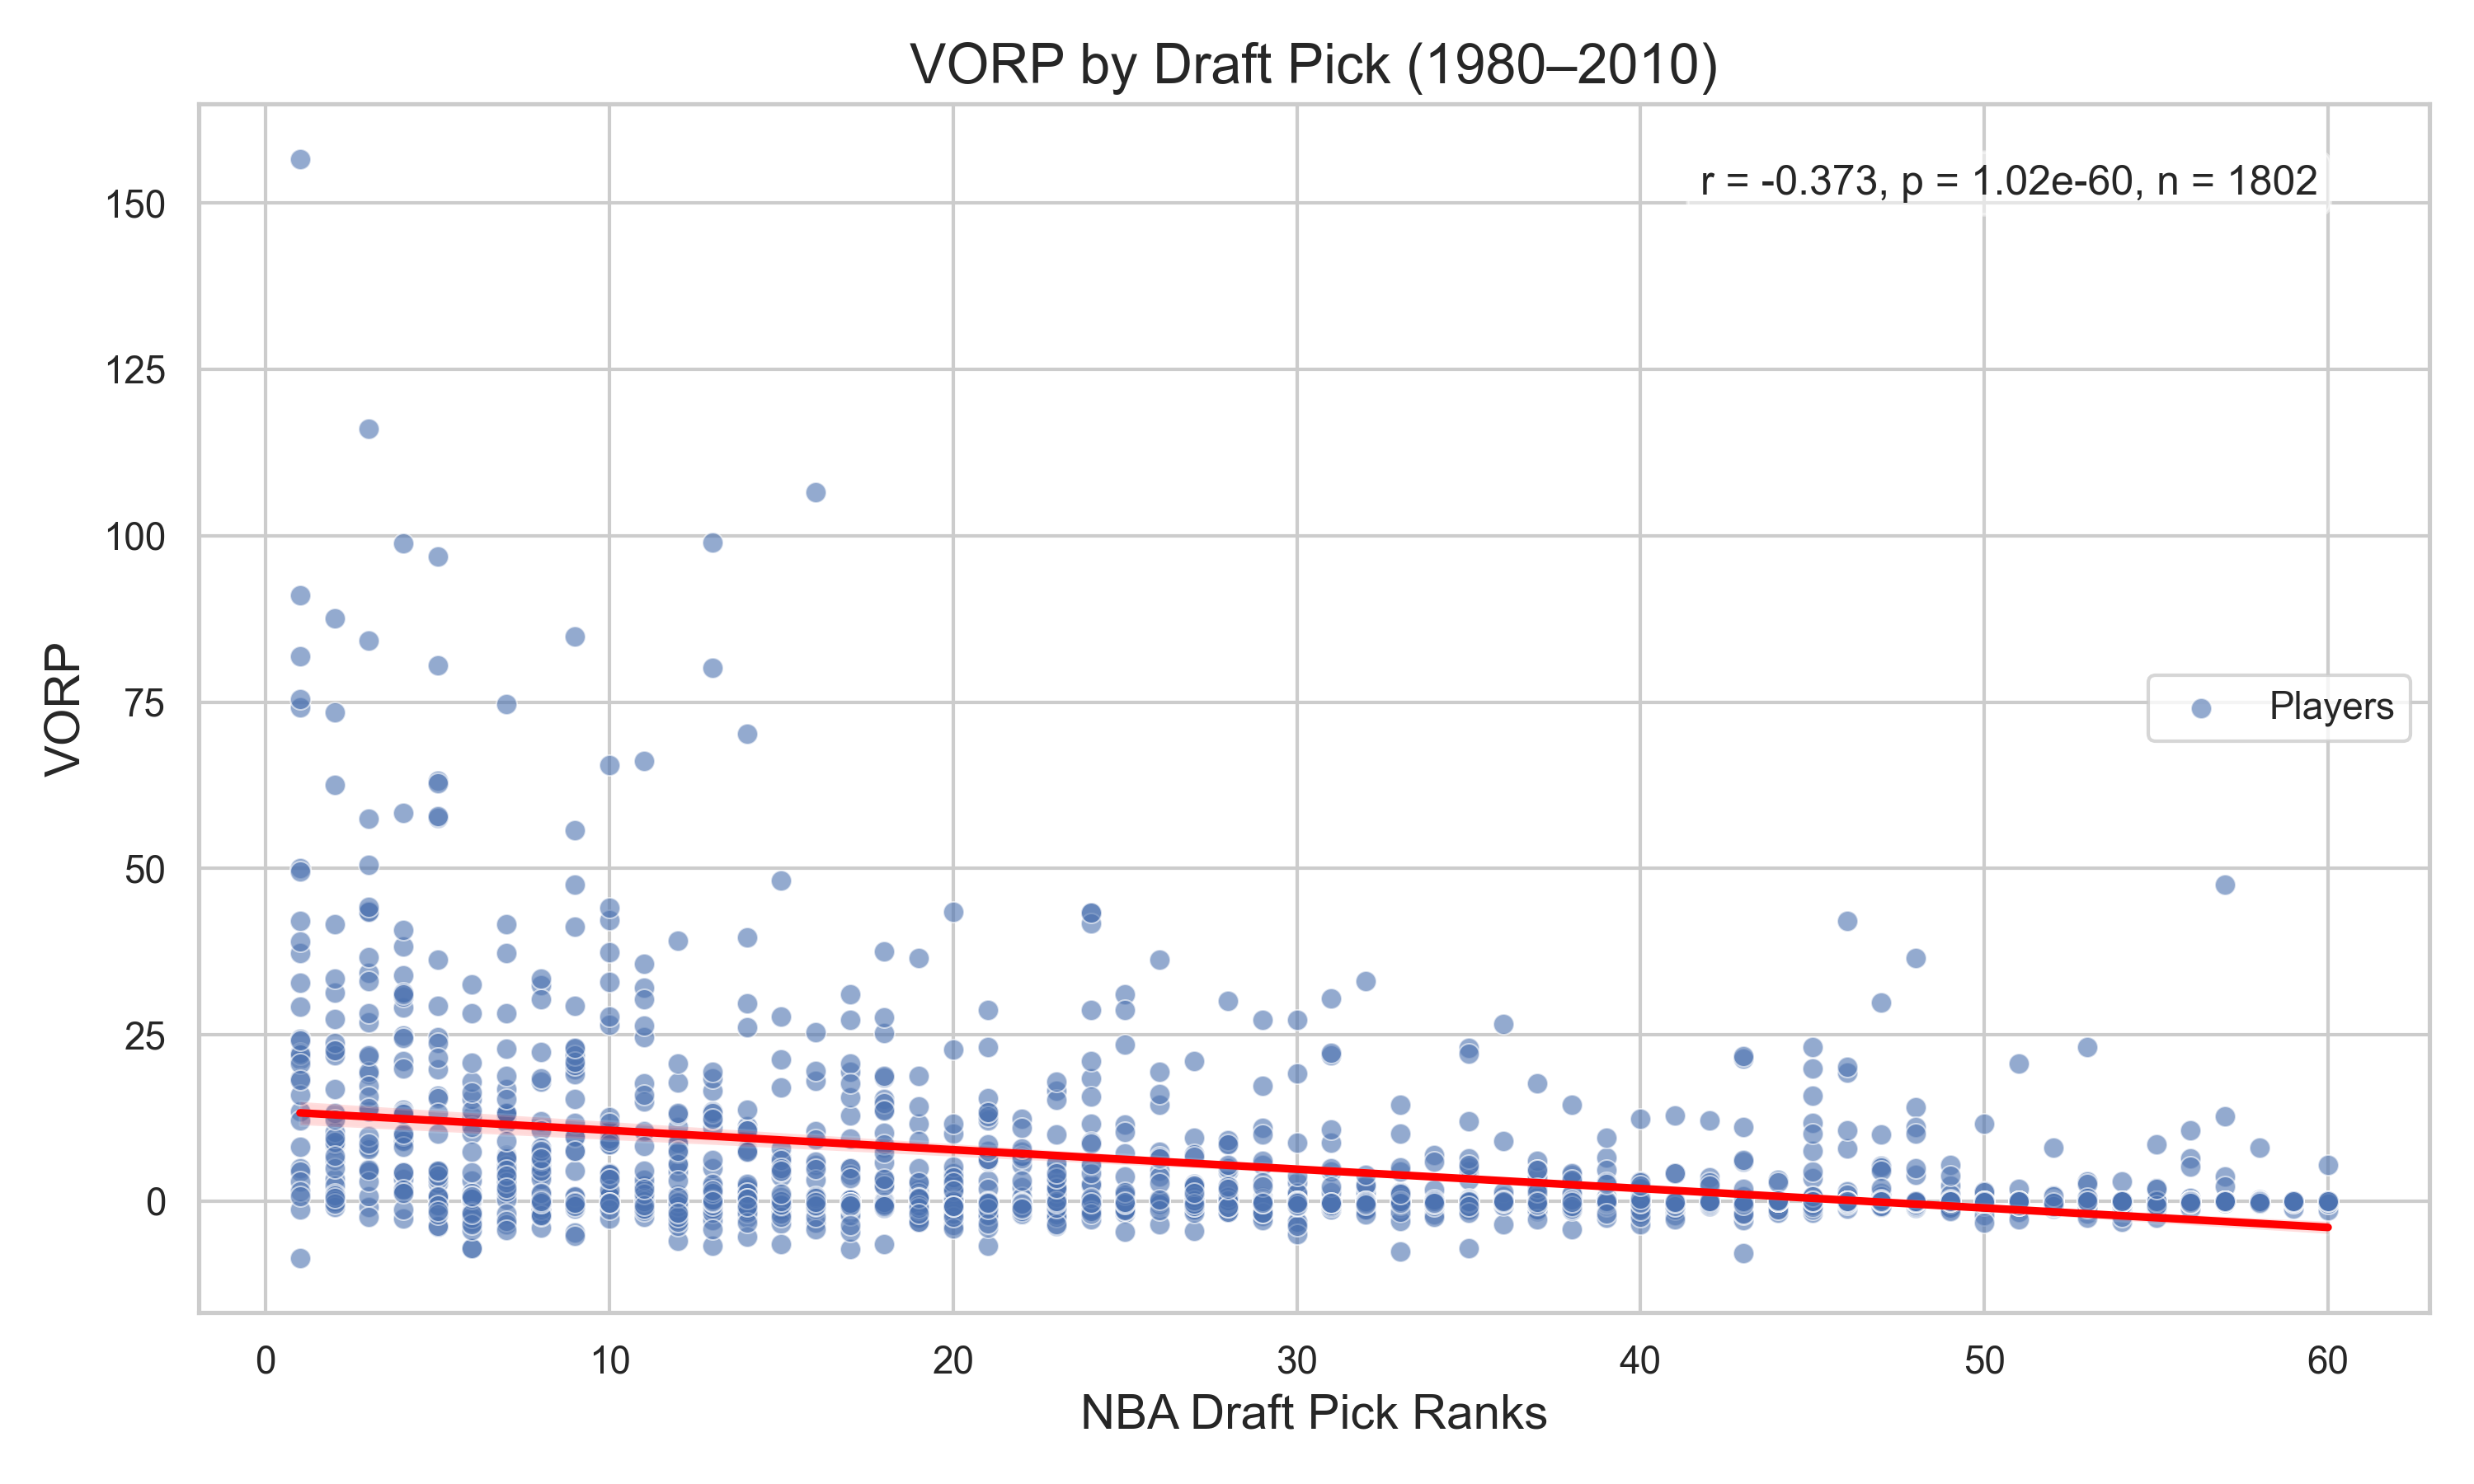 VORP by Draft Pick (1980–2010)
r = -0.373, p = 1.02e-60, n = 1802
150
125
100
75
50
25
0
VORP
Players
0 10 20 30 40 50 60
NBA Draft Pick Ranks